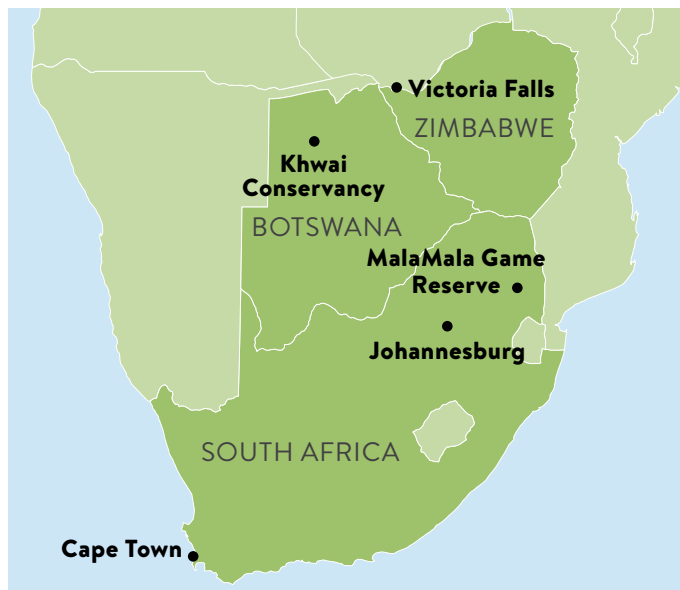 Victoria Falls
ZIMBABWE
Khwai
Conservancy
BOTSWANA
MalaMala Game
Reserve
Johannesburg
SOUTH AFRICA
Cape Town